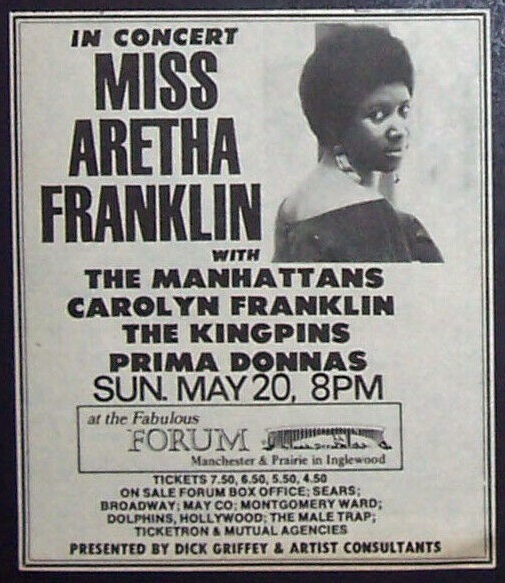 IN CONCERT
MISS
ARETHA
FRANKLIN
WITH
THE MANHATTANS
CAROLYN FRANKLIN
THE KINGPINS
PRIMA DONNAS
SUN. MAY 20, 8PM
at the Fabulous
FORUM
Manchester & Prairie in Inglewood
TICKETS 7.50, 6.50, 5.50, 4.50
ON SALE FORUM BOX OFFICE; SEARS;
BROADWAY; MAY CO; MONTGOMERY WARD;
DOLPHINS, HOLLYWOOD; THE MALE TRAP;
TICKETRON & MUTUAL AGENCIES
PRESENTED BY DICK GRIFFEY & ARTIST CONSULTANTS